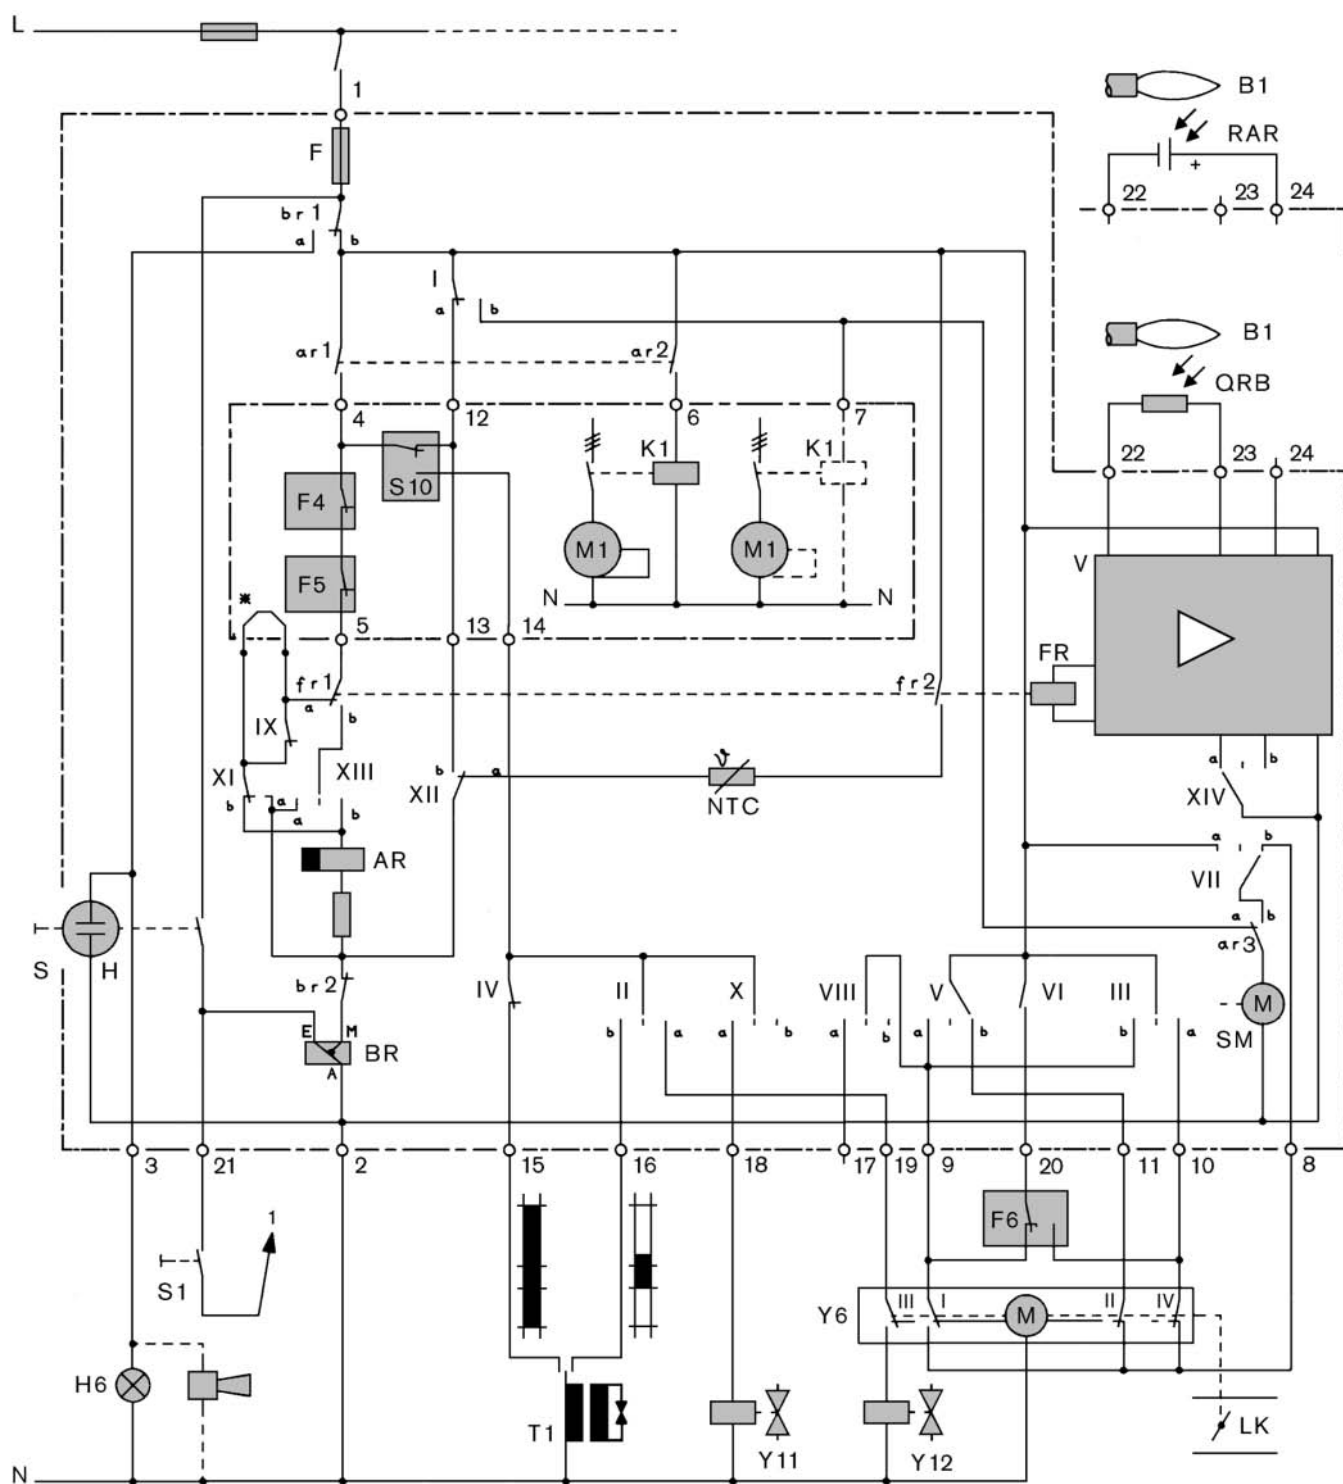 L
1
B1
F
RAR
+
22 23 24
br1
a b
I
a b
B1
ar1 ar2
QRB
4 12 6 7
22 23 24
K1 K1
S10
F4
M1 M1
V
F5
N N
*
5 13 14
FR
fr1 fr2
a b
IX
ϑ
a b
XI XIII XII b a
NTC
XIV
b a a b
a b
VII
AR
a b
ar3
S H
br2
IV II X VIII V VI III
M
SM
E M
b a a b a b a b b a
BR
A
3 21 2 15 16 18 17 19 9 20 11 10 8
F6
1
S1
III I II IV
Y6 M
H6
T1
LK
Y11 Y12
N